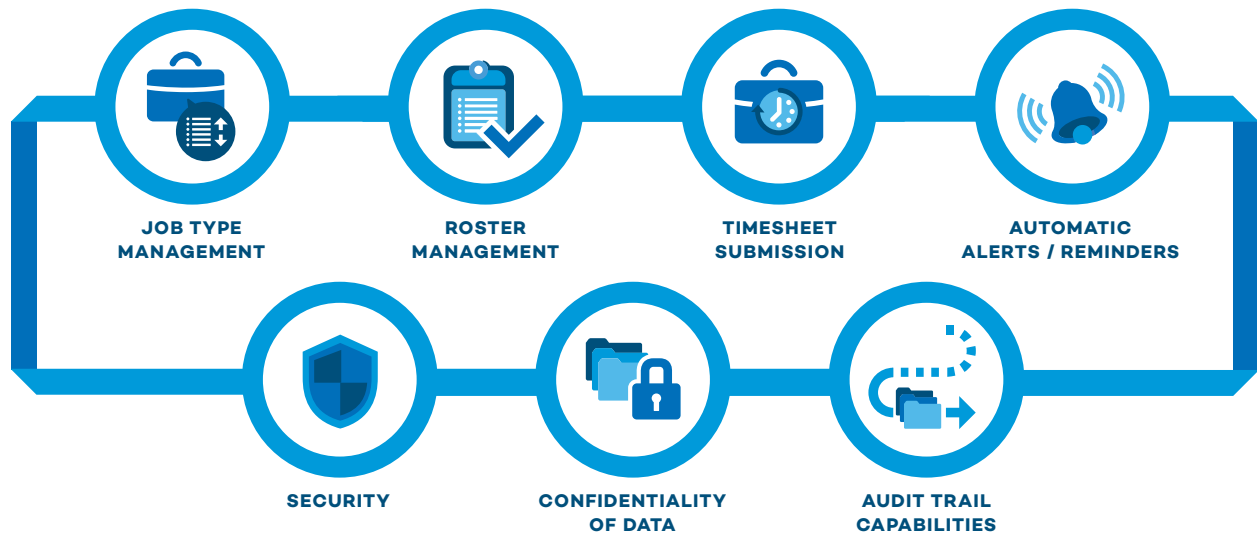 JOB TYPE
MANAGEMENT
ROSTER
MANAGEMENT
TIMESHEET
SUBMISSION
AUTOMATIC
ALERTS / REMINDERS
SECURITY
CONFIDENTIALITY
OF DATA
AUDIT TRAIL
CAPABILITIES